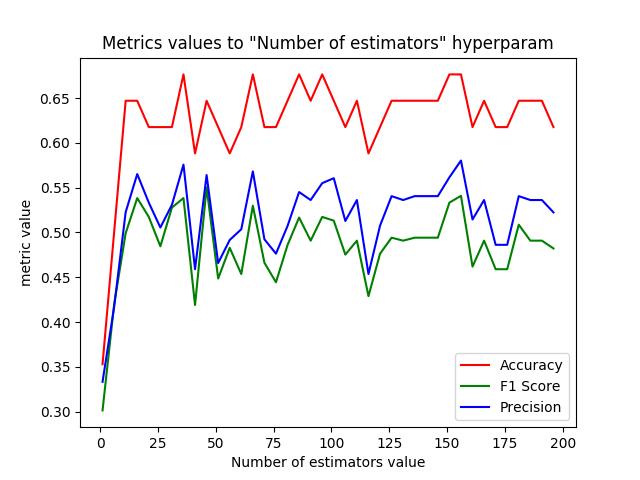 Metrics values to "Number of estimators" hyperparam
metric value
0.65
0.60
0.55
0.50
0.45
0.40
0.35
0.30
Accuracy
F1 Score
Precision
0 25 50 75 100 125 150 175 200
Number of estimators value